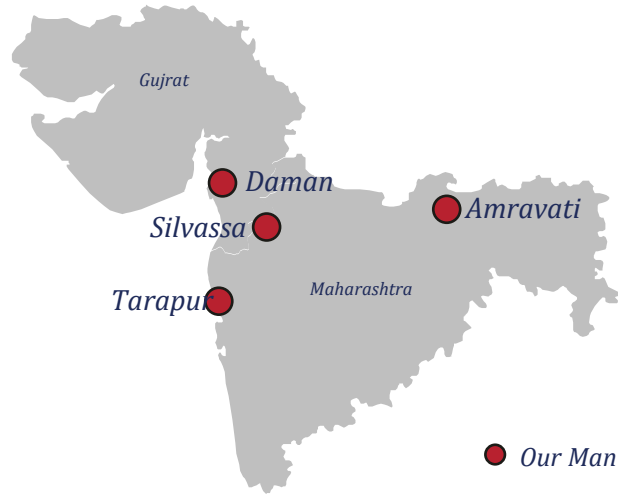 Gujrat
Daman
Amravati
Silvassa
Maharashtra
Tarapur
Our Man